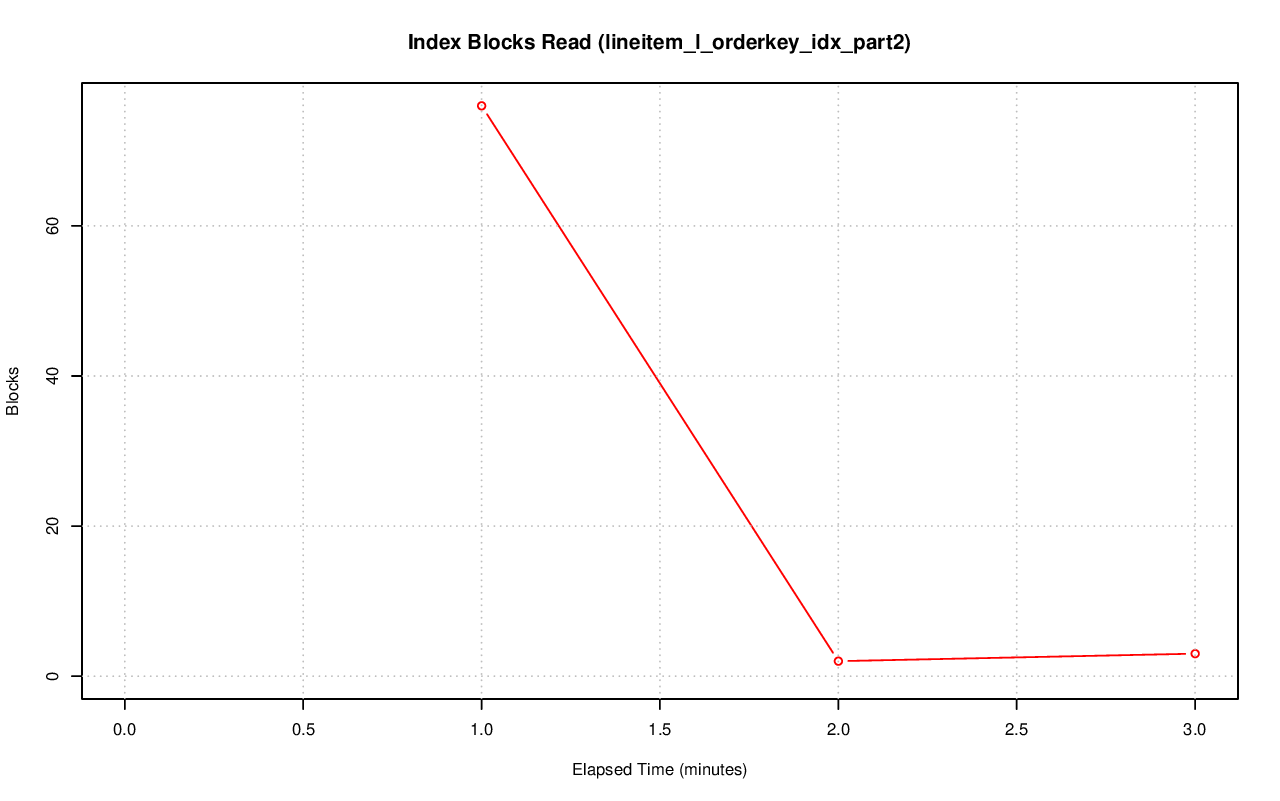 Index Blocks Read (lineitem_l_orderkey_idx_part2)
Blocks
60
40
20
0
0.0 0.5 1.0 1.5 2.0 2.5 3.0
Elapsed Time (minutes)